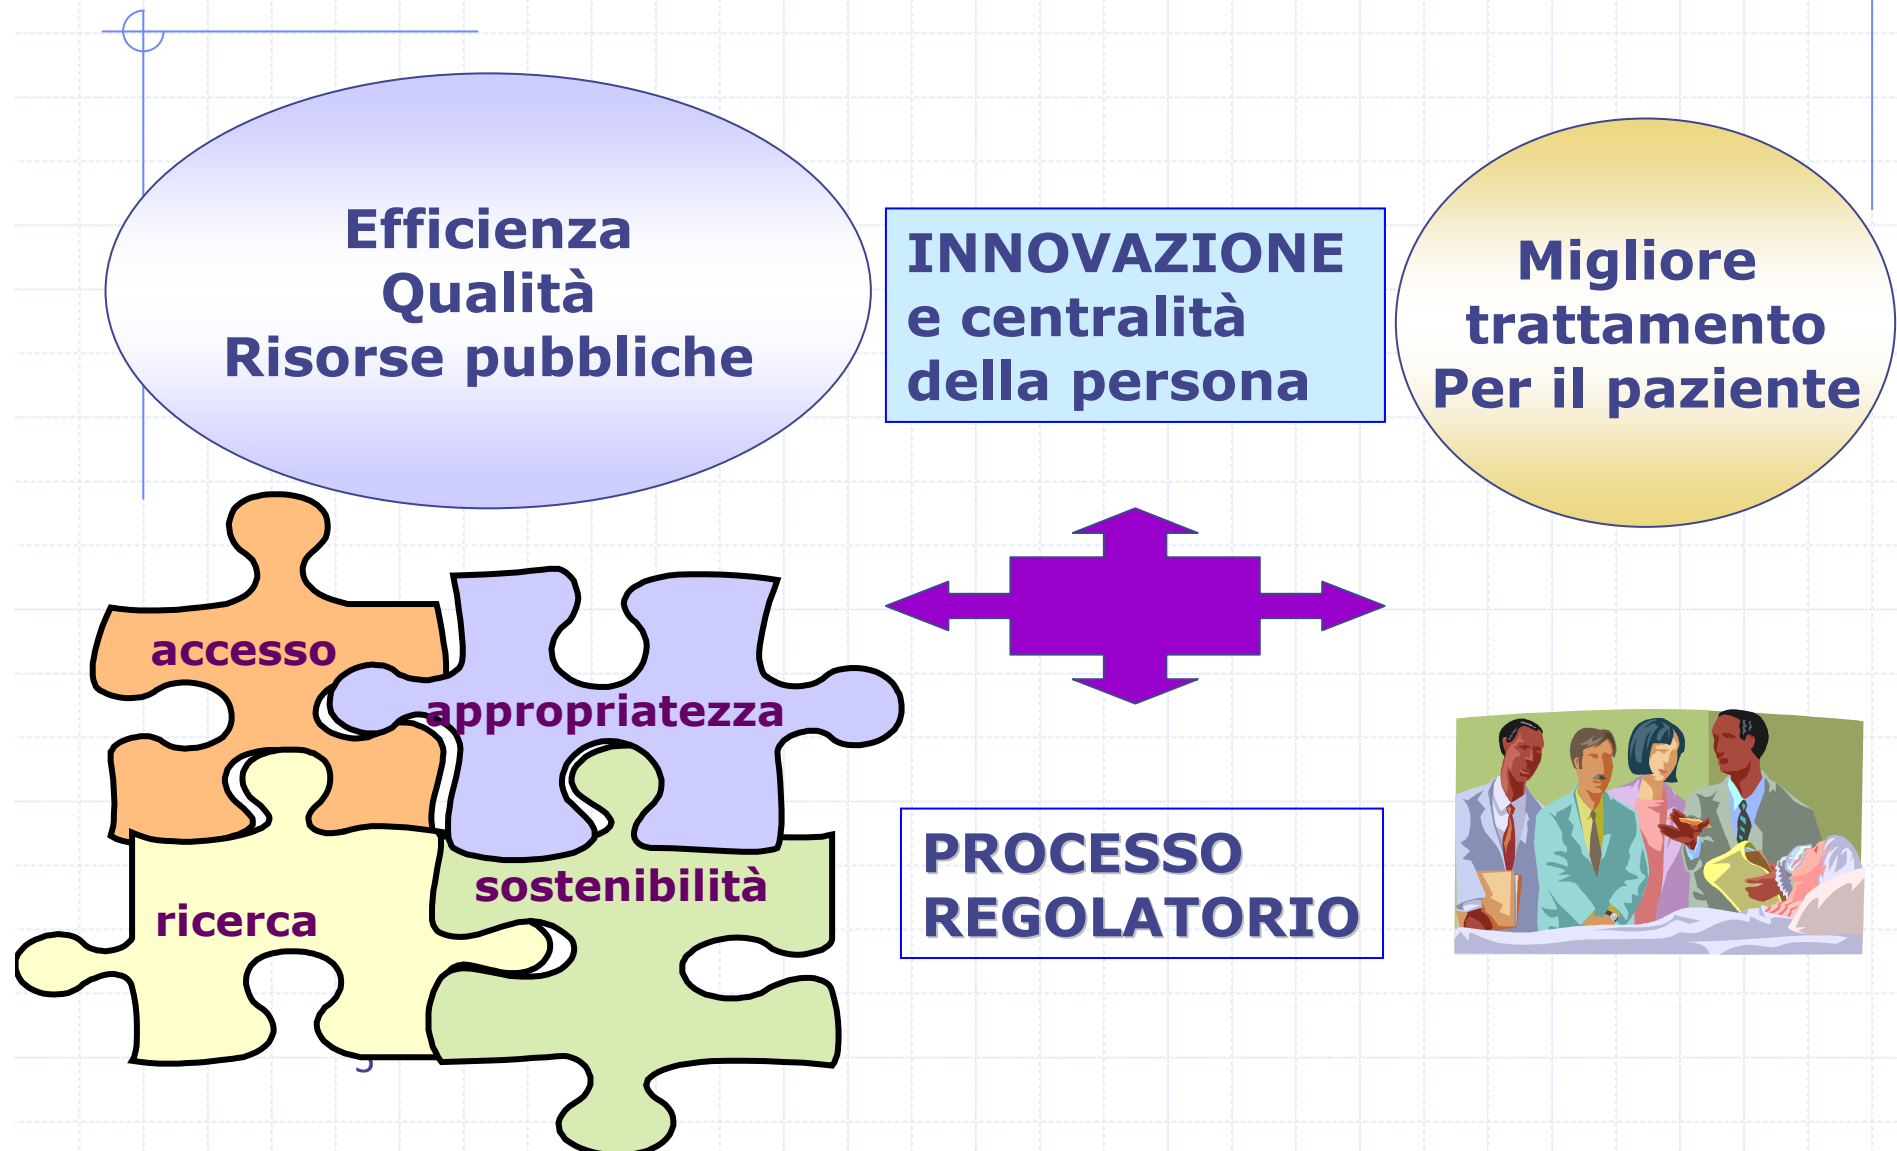 Efficienza
Qualità
Risorse pubbliche
INNOVAZIONE
e centralità
della persona
Migliore
trattamento
Per il paziente
accesso
appropriatezza
ricerca
sostenibilità
PROCESSO
REGOLATORIO